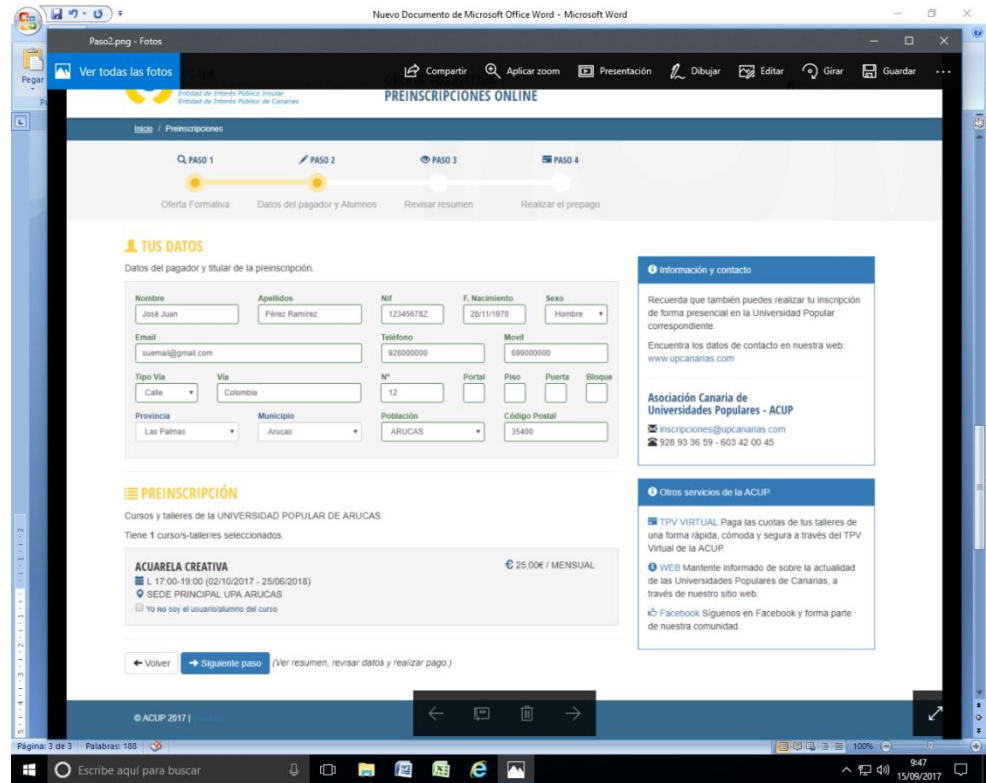 Nuevo Documento de Microsoft Office Word - Microsoft Word
Paso2.png - Fotos
Pegar
Ver todas las fotos
Compartir
Aplicar zoom
Presentación
Dibujar
Editar
Girar
Guardar
Entidad de Interés Público Insular
Entidad de Interés Público de Canarias
PREINSCRIPCIONES ONLINE
Inicio / Preinscripciones
PASO 1 PASO 2 PASO 3 PASO 4
Oferta Formativa Datos del pagador y Alumnos Revisar resumen Realizar el prepago
TUS DATOS
Datos del pagador y titular de la preinscripción.
Nombre Apellidos Nif F. Nacimiento Sexo
José Juan Pérez Ramírez 12345678Z 28/11/1970 Hombre
Email Teléfono Movil
suemail@gmail.com 928000000 699000000
Tipo Vía Vía Nº Portal Piso Puerta Bloque
Calle Colombia 12
Provincia Municipio Población Código Postal
Las Palmas Arucas ARUCAS 35400
PREINSCRIPCIÓN
Cursos y talleres de la UNIVERSIDAD POPULAR DE ARUCAS.
Tiene 1 curso/s-taller/es seleccionados.
ACUARELA CREATIVA € 25,00€ / MENSUAL
L 17:00-19:00 (02/10/2017 - 25/06/2018)
SEDE PRINCIPAL UPA ARUCAS
Yo no soy el usuario/alumno del curso
Volver Siguiente paso (Ver resumen, revisar datos y realizar pago.)
Información y contacto
Recuerda que también puedes realizar tu inscripción
de forma presencial en la Universidad Popular
correspondiente.
Encuentra los datos de contacto en nuestra web:
www.upcanarias.com
Asociación Canaria de
Universidades Populares - ACUP
inscripciones@upcanarias.com
928 93 36 59 - 603 42 00 45
Otros servicios de la ACUP
TPV VIRTUAL Paga las cuotas de tus talleres de
una forma rápida, cómoda y segura a través del TPV
Virtual de la ACUP.
WEB Mantente informado de sobre la actualidad
de las Universidades Populares de Canarias, a
través de nuestro sitio web.
Facebook Síguenos en Facebook y forma parte
de nuestra comunidad.
© ACUP 2017 |
Página: 3 de 3 Palabras: 188 100%
Escribe aquí para buscar
9:47
15/09/2017